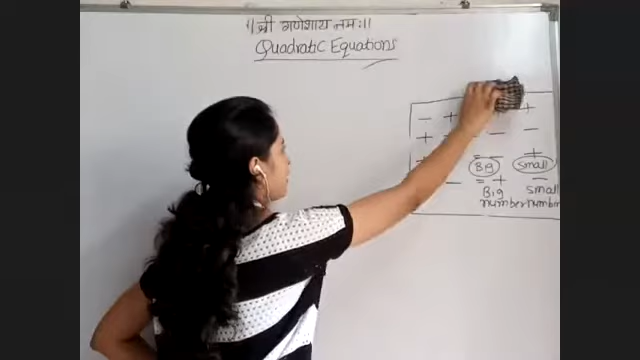 ॥ श्री गणेशाय नमः ॥
Quadratic Equations
- + +
+ - -
= - +
Big small
- = + -
Big small
number number